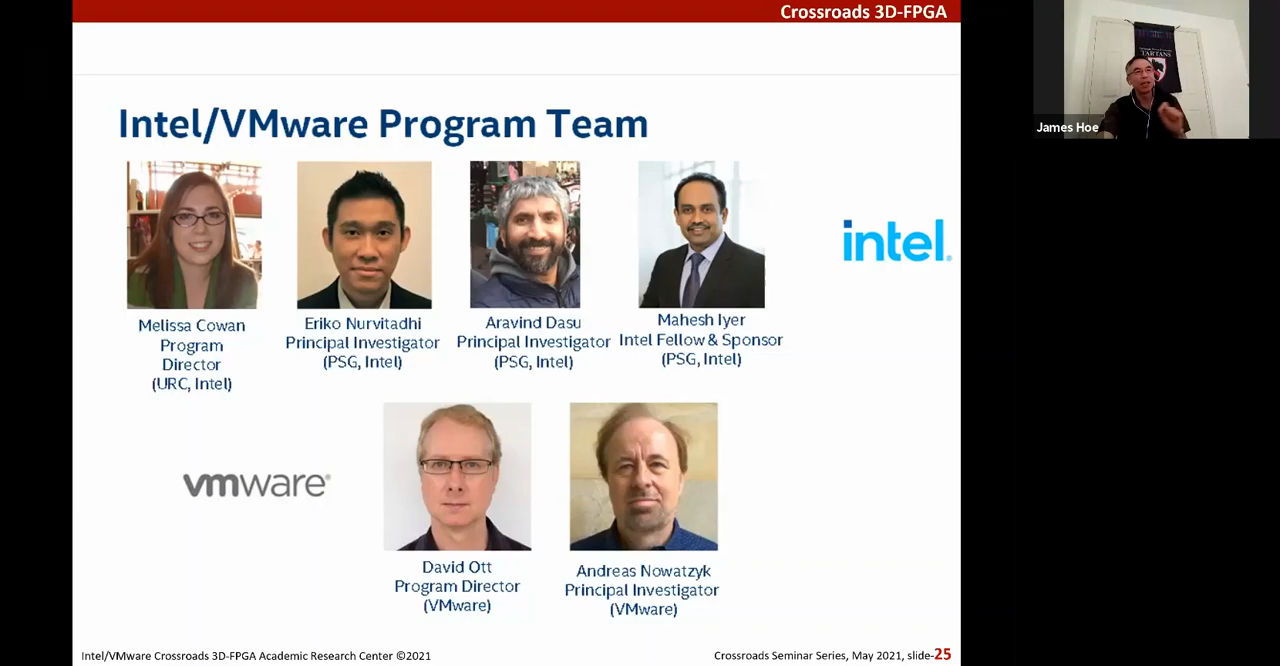 Crossroads 3D-FPGA
TARTANS
James Hoe
Intel/VMware Program Team
intel.
Melissa Cowan
Program
Director
(URC, Intel)
Eriko Nurvitadhi
Principal Investigator
(PSG, Intel)
Aravind Dasu
Principal Investigator
(PSG, Intel)
Mahesh Iyer
Intel Fellow & Sponsor
(PSG, Intel)
vmware®
David Ott
Program Director
(VMware)
Andreas Nowatzyk
Principal Investigator
(VMware)
Intel/VMware Crossroads 3D-FPGA Academic Research Center ©2021
Crossroads Seminar Series, May 2021, slide-25